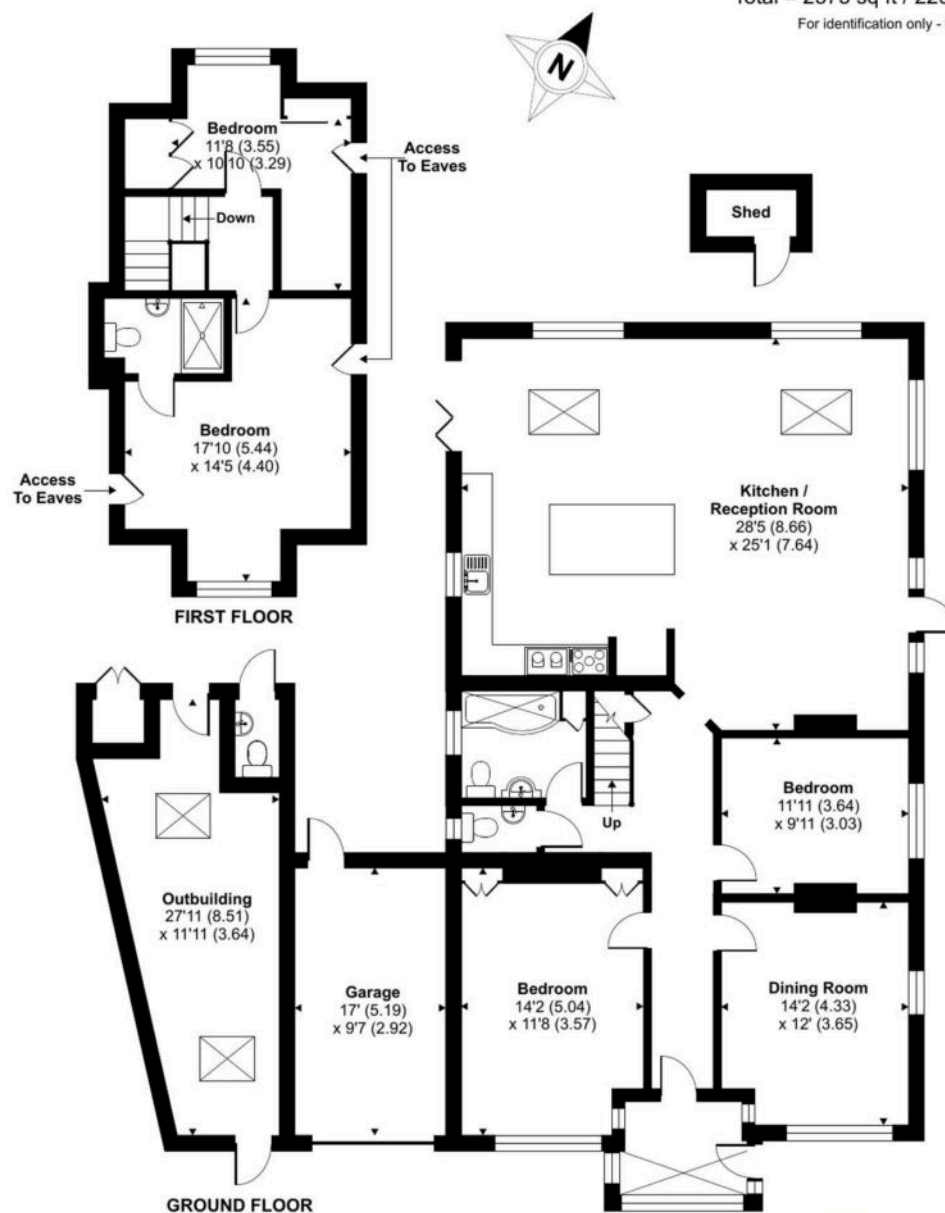 For identification only -
N
Bedroom
11'8 (3.55)
x 10'10 (3.29)
Access
To Eaves
Down
Shed
Bedroom
17'10 (5.44)
x 14'5 (4.40)
Access
To Eaves
Kitchen /
Reception Room
28'5 (8.66)
x 25'1 (7.64)
FIRST FLOOR
Bedroom
11'11 (3.64)
x 9'11 (3.03)
Up
Outbuilding
27'11 (8.51)
x 11'11 (3.64)
Garage
17' (5.19)
x 9'7 (2.92)
Bedroom
14'2 (5.04)
x 11'8 (3.57)
Dining Room
14'2 (4.33)
x 12' (3.65)
GROUND FLOOR